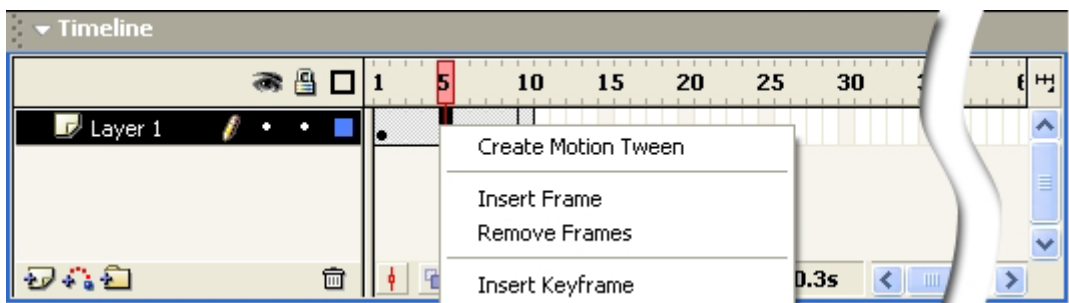 Timeline
1 5 10 15 20 25 30
Layer 1
Create Motion Tween
Insert Frame
Remove Frames
Insert Keyframe
0.3s